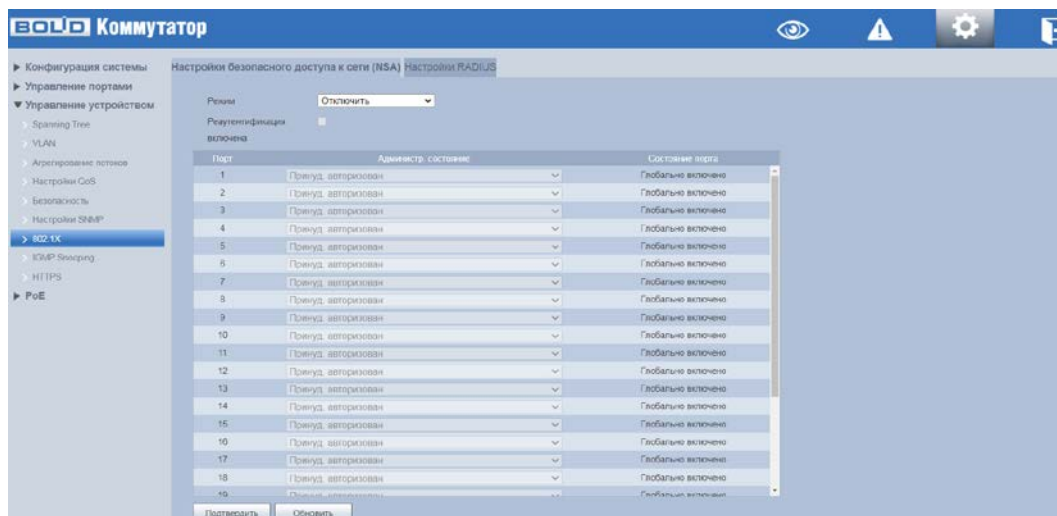 BOLID Коммутатор
Конфигурация системы
Управление портами
Управление устройством
Spanning Tree
VLAN
Агрегирование потоков
Настройки QoS
Безопасность
Настройки SNMP
802.1X
IGMP Snooping
HTTPS
PoE
Настройки безопасного доступа к сети (NSA) Настройки RADIUS
Режим Отключить
Реаутентификация
включена
Порт Администр. состояние Состояние порта
1 Принуд. авторизован Глобально включено
2 Принуд. авторизован Глобально включено
3 Принуд. авторизован Глобально включено
4 Принуд. авторизован Глобально включено
5 Принуд. авторизован Глобально включено
6 Принуд. авторизован Глобально включено
7 Принуд. авторизован Глобально включено
8 Принуд. авторизован Глобально включено
9 Принуд. авторизован Глобально включено
10 Принуд. авторизован Глобально включено
11 Принуд. авторизован Глобально включено
12 Принуд. авторизован Глобально включено
13 Принуд. авторизован Глобально включено
14 Принуд. авторизован Глобально включено
15 Принуд. авторизован Глобально включено
16 Принуд. авторизован Глобально включено
17 Принуд. авторизован Глобально включено
18 Принуд. авторизован Глобально включено
19 Принуд. авторизован Глобально включено
Подтвердить Обновить